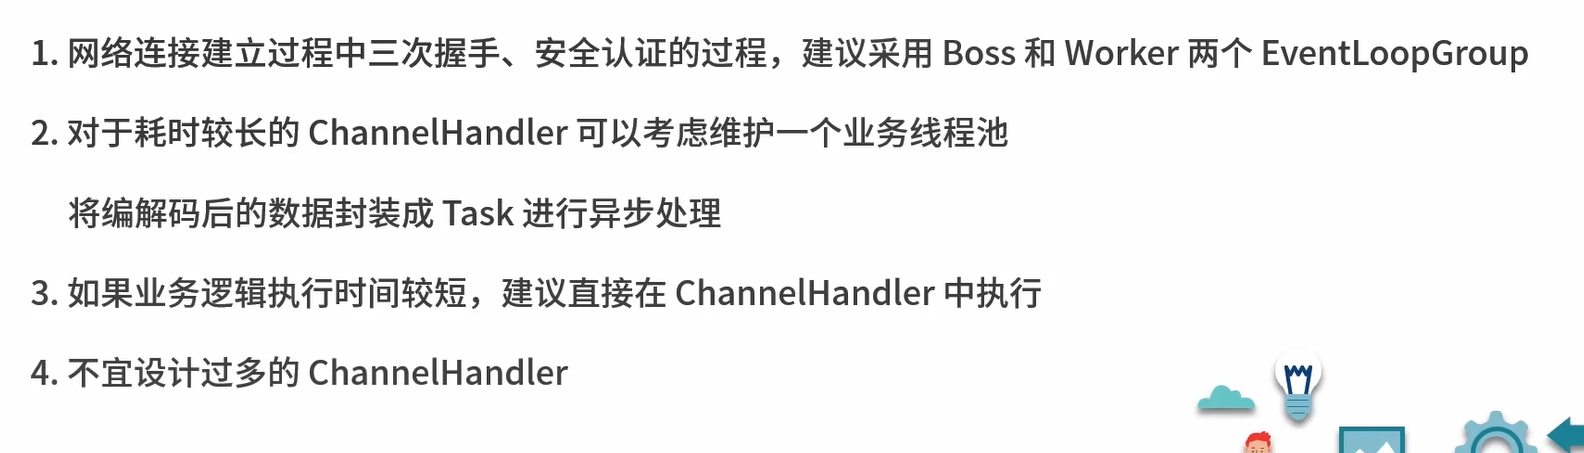 1. 网络连接建立过程中三次握手、安全认证的过程，建议采用 Boss 和 Worker 两个 EventLoopGroup
2. 对于耗时较长的 ChannelHandler 可以考虑维护一个业务线程池
将编解码后的数据封装成 Task 进行异步处理
3. 如果业务逻辑执行时间较短，建议直接在 ChannelHandler 中执行
4. 不宜设计过多的 ChannelHandler